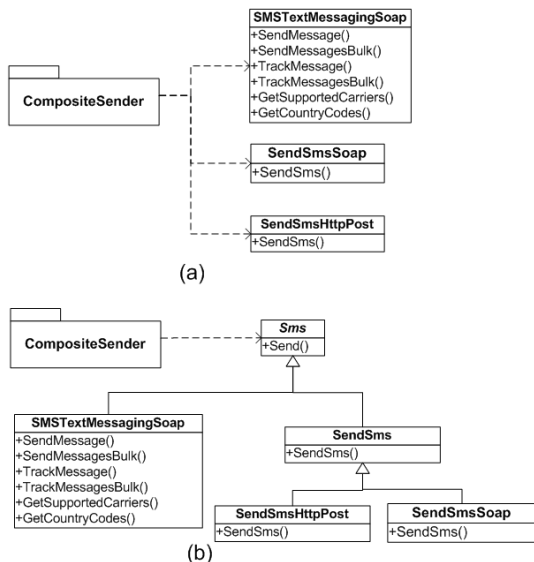 SMSTextMessagingSoap
+SendMessage()
+SendMessagesBulk()
+TrackMessage()
+TrackMessagesBulk()
+GetSupportedCarriers()
+GetCountryCodes()
CompositeSender
SendSmsSoap
+SendSms()
SendSmsHttpPost
+SendSms()
(a)
CompositeSender
Sms
+Send()
SMSTextMessagingSoap
+SendMessage()
+SendMessagesBulk()
+TrackMessage()
+TrackMessagesBulk()
+GetSupportedCarriers()
+GetCountryCodes()
SendSms
+SendSms()
SendSmsHttpPost
+SendSms()
SendSmsSoap
+SendSms()
(b)